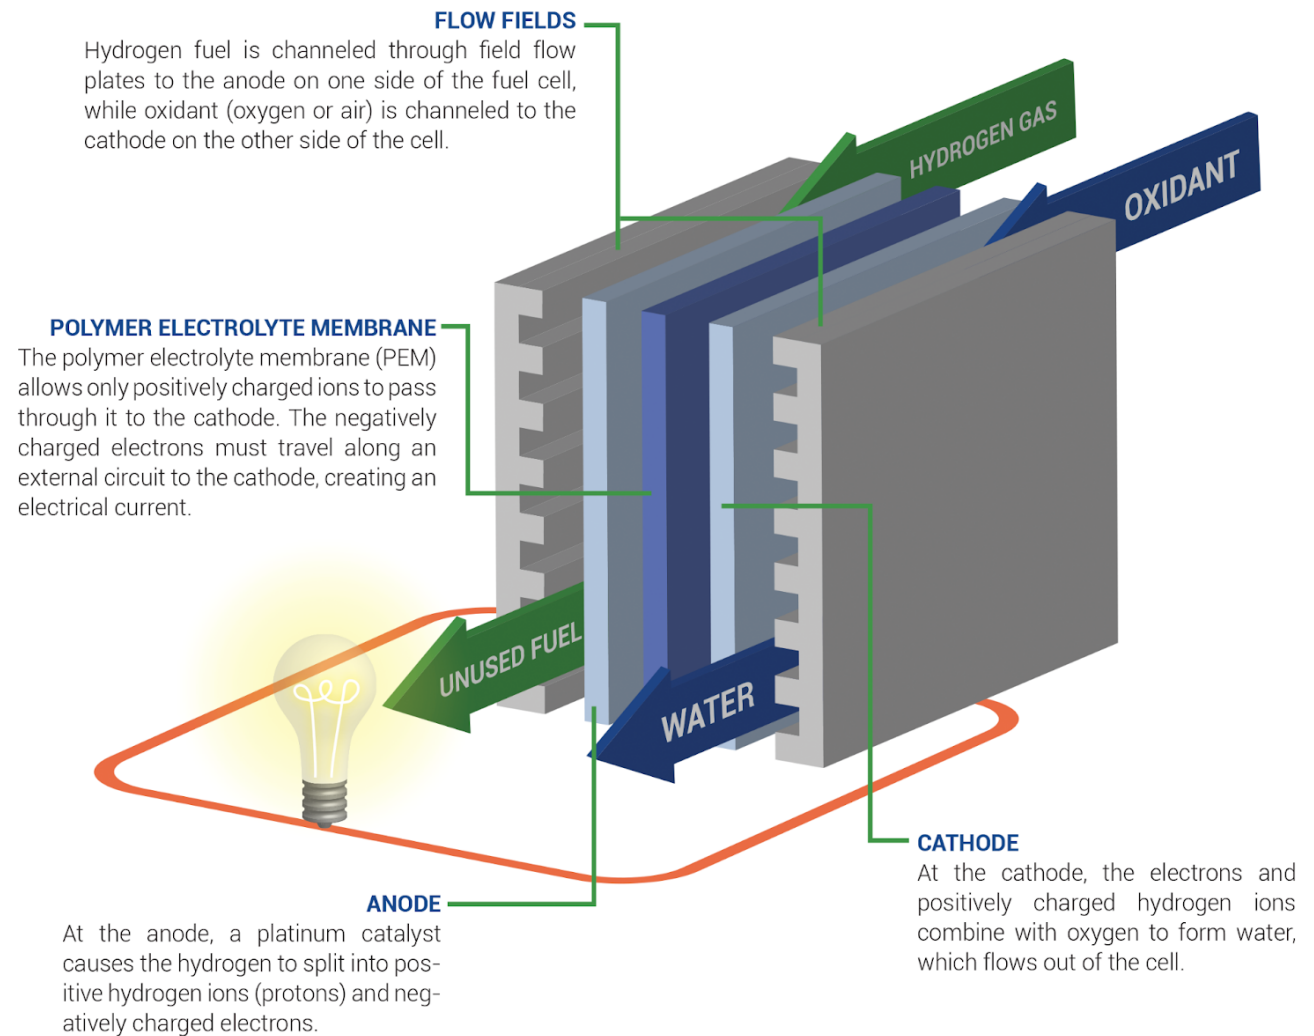 FLOW FIELDS
Hydrogen fuel is channeled through field flow
plates to the anode on one side of the fuel cell,
while oxidant (oxygen or air) is channeled to the
cathode on the other side of the cell.
HYDROGEN GAS
OXIDANT
POLYMER ELECTROLYTE MEMBRANE
The polymer electrolyte membrane (PEM)
allows only positively charged ions to pass
through it to the cathode. The negatively
charged electrons must travel along an
external circuit to the cathode, creating an
electrical current.
UNUSED FUEL
WATER
CATHODE
At the cathode, the electrons and
positively charged hydrogen ions
combine with oxygen to form water,
which flows out of the cell.
ANODE
At the anode, a platinum catalyst
causes the hydrogen to split into pos-
itive hydrogen ions (protons) and neg-
atively charged electrons.